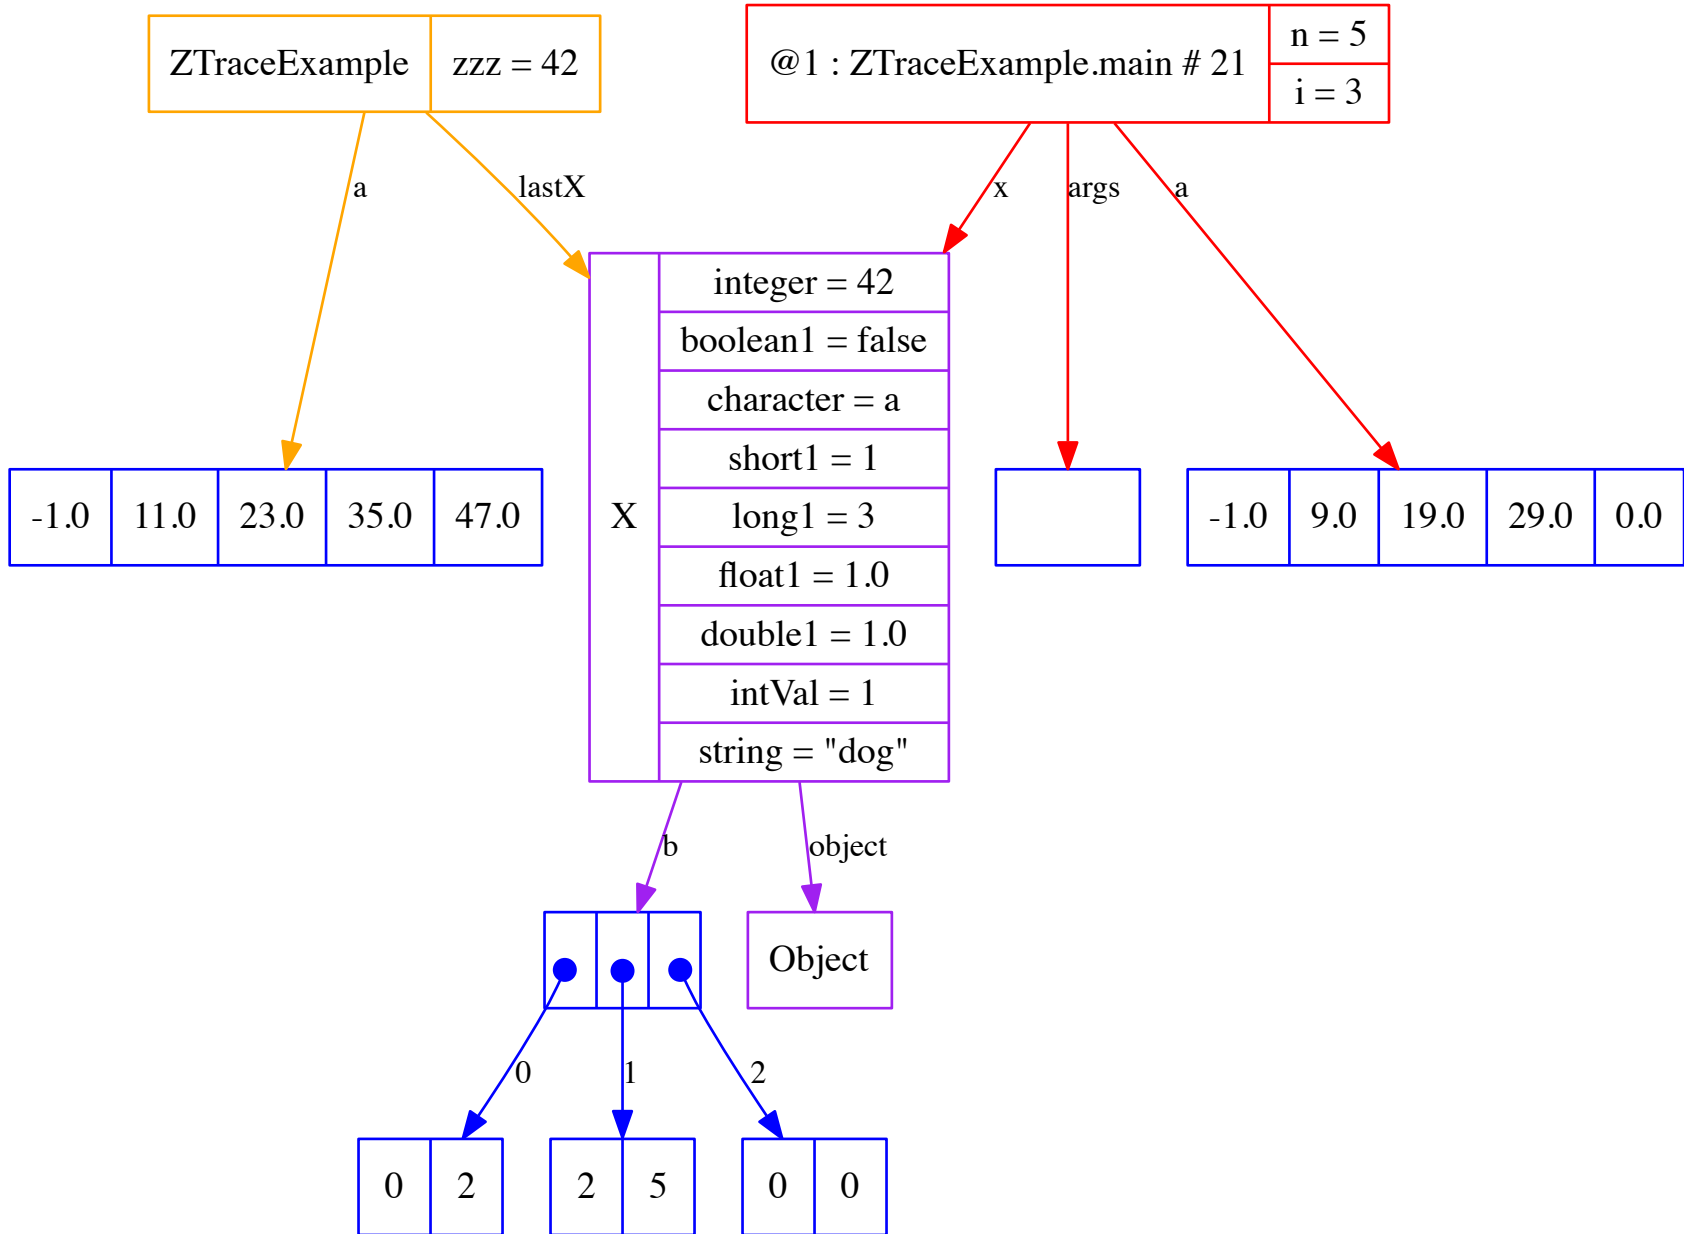 ZTraceExample
zzz = 42
@1 : ZTraceExample.main # 21
n = 5
i = 3
a
lastX
x
args
a
X
integer = 42
boolean1 = false
character = a
short1 = 1
long1 = 3
float1 = 1.0
double1 = 1.0
intVal = 1
string = "dog"
-1.0 11.0 23.0 35.0 47.0
-1.0 9.0 19.0 29.0 0.0
b
object
Object
0
1
2
0 2
2 5
0 0